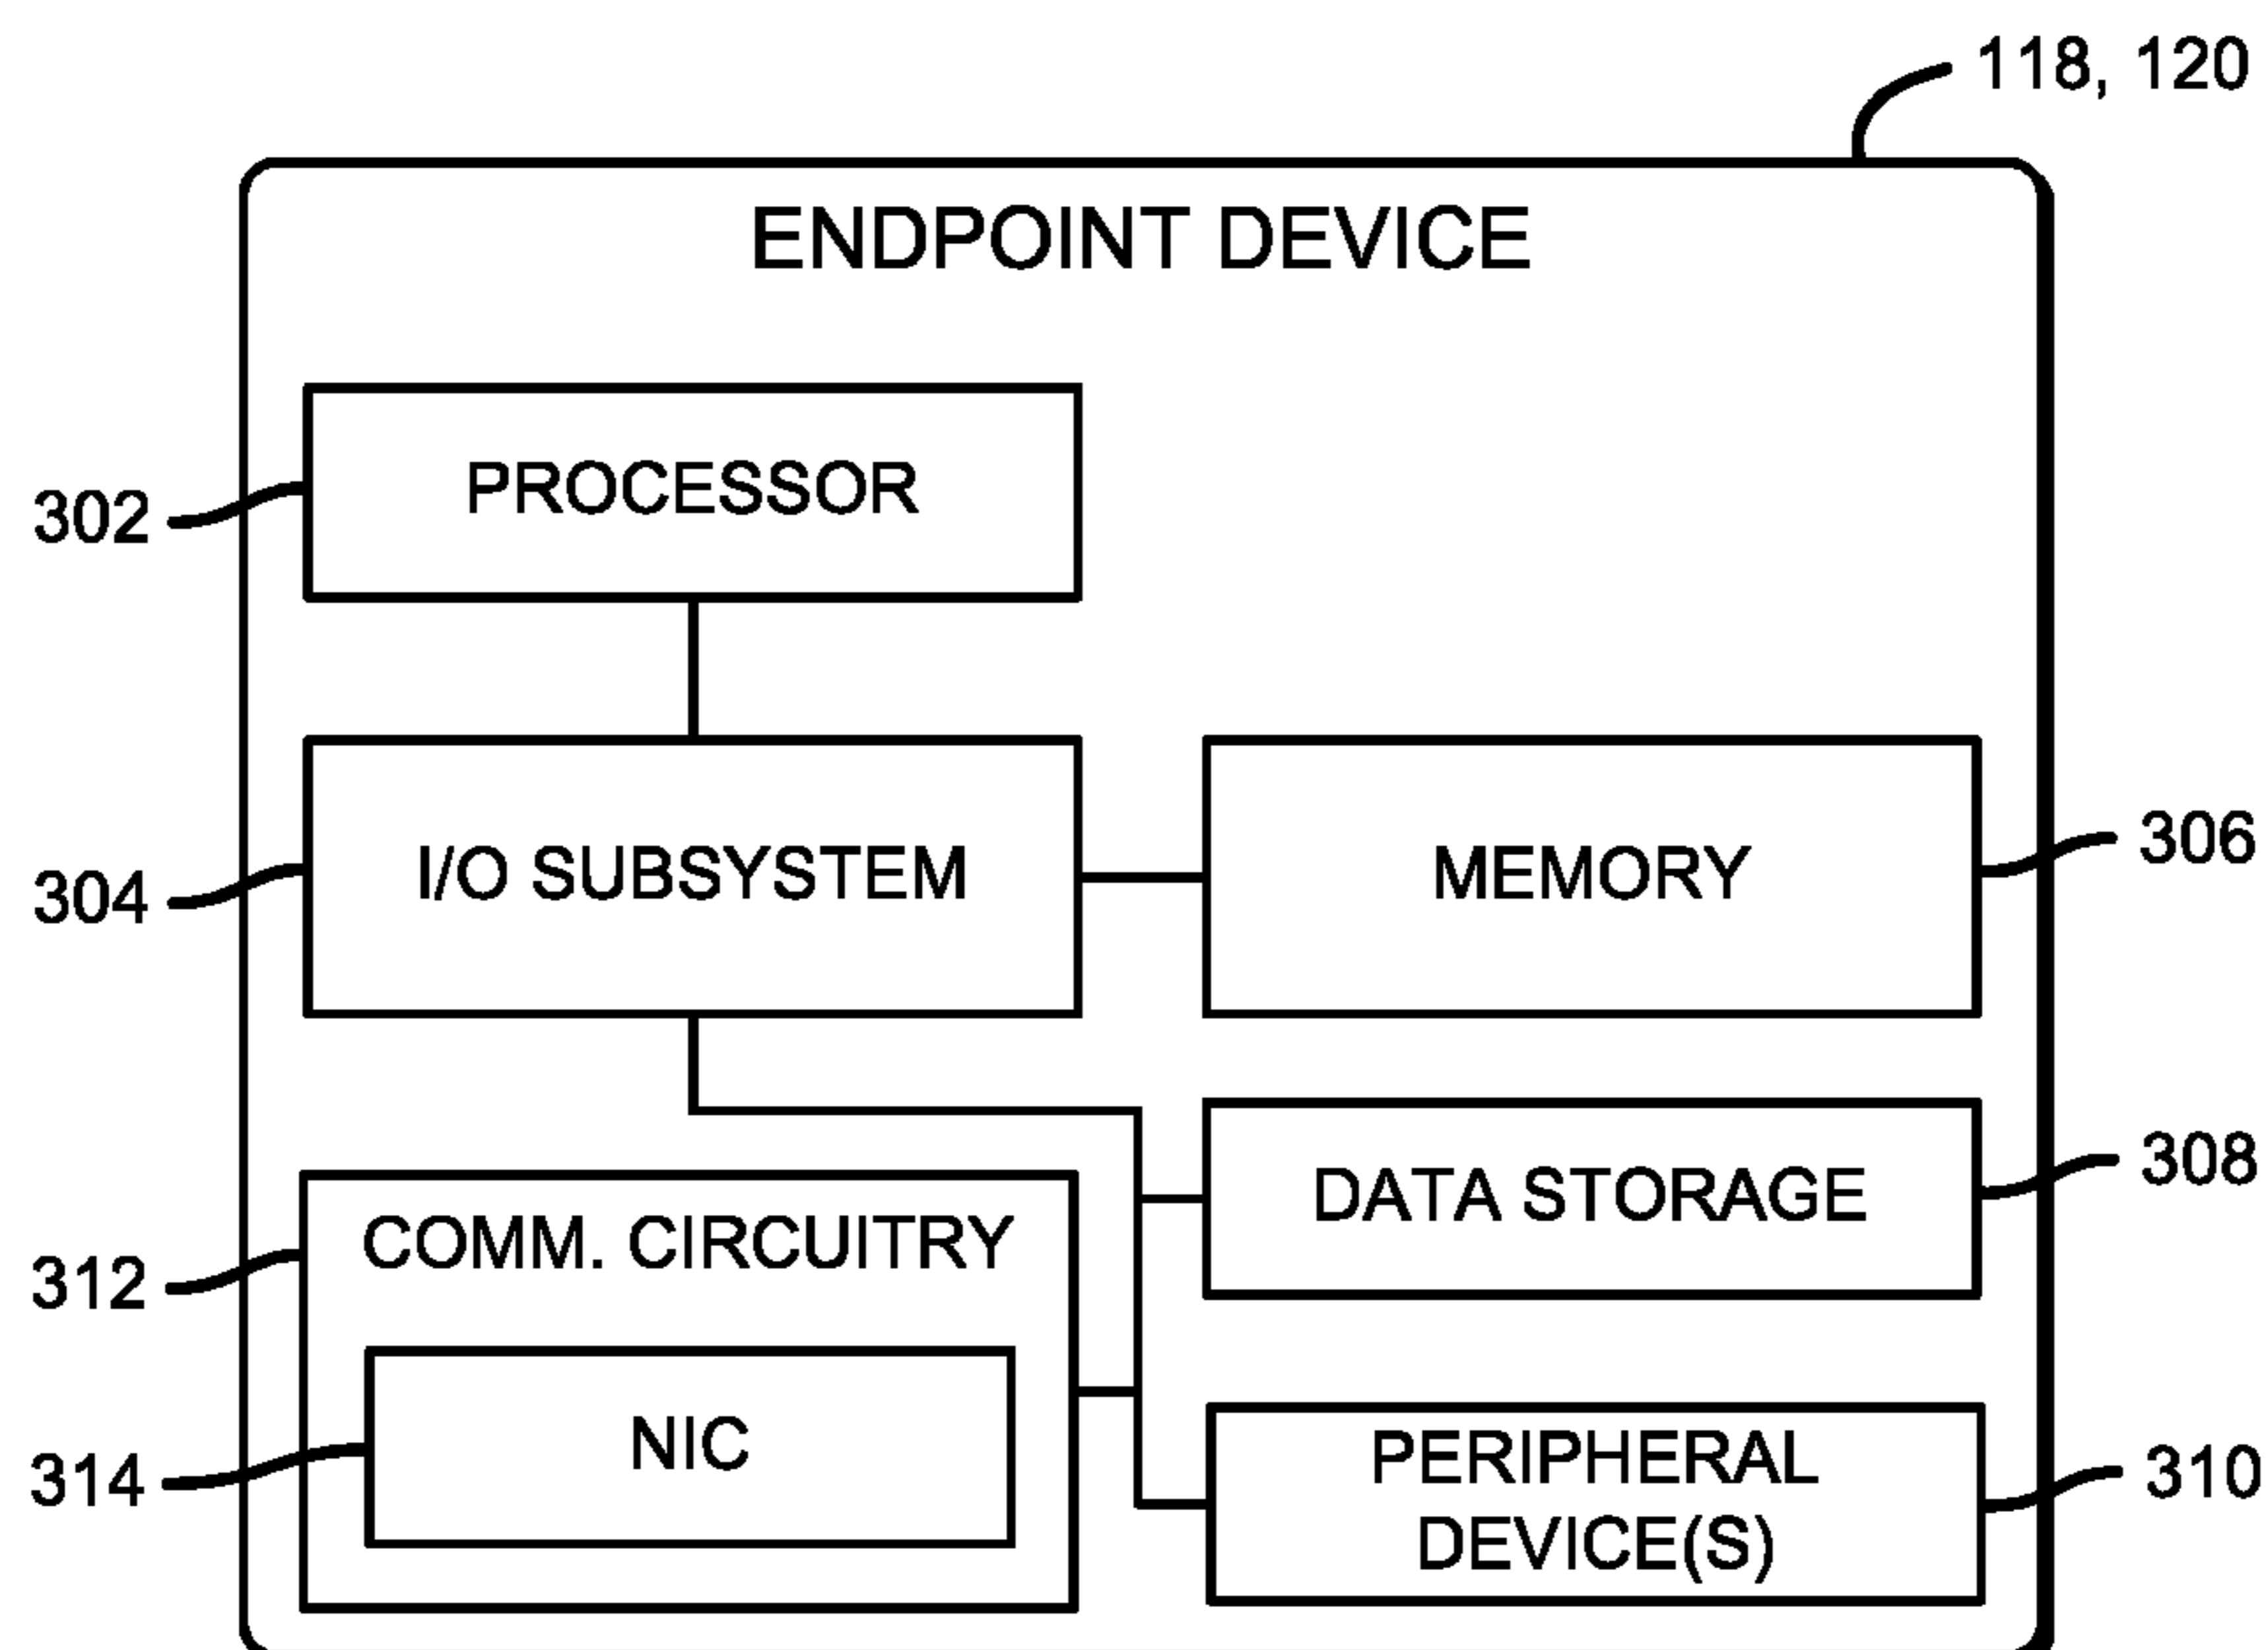 118, 120
ENDPOINT DEVICE
302
PROCESSOR
304
I/O SUBSYSTEM
MEMORY
306
312
COMM. CIRCUITRY
DATA STORAGE
308
314
NIC
PERIPHERAL
DEVICE(S)
310